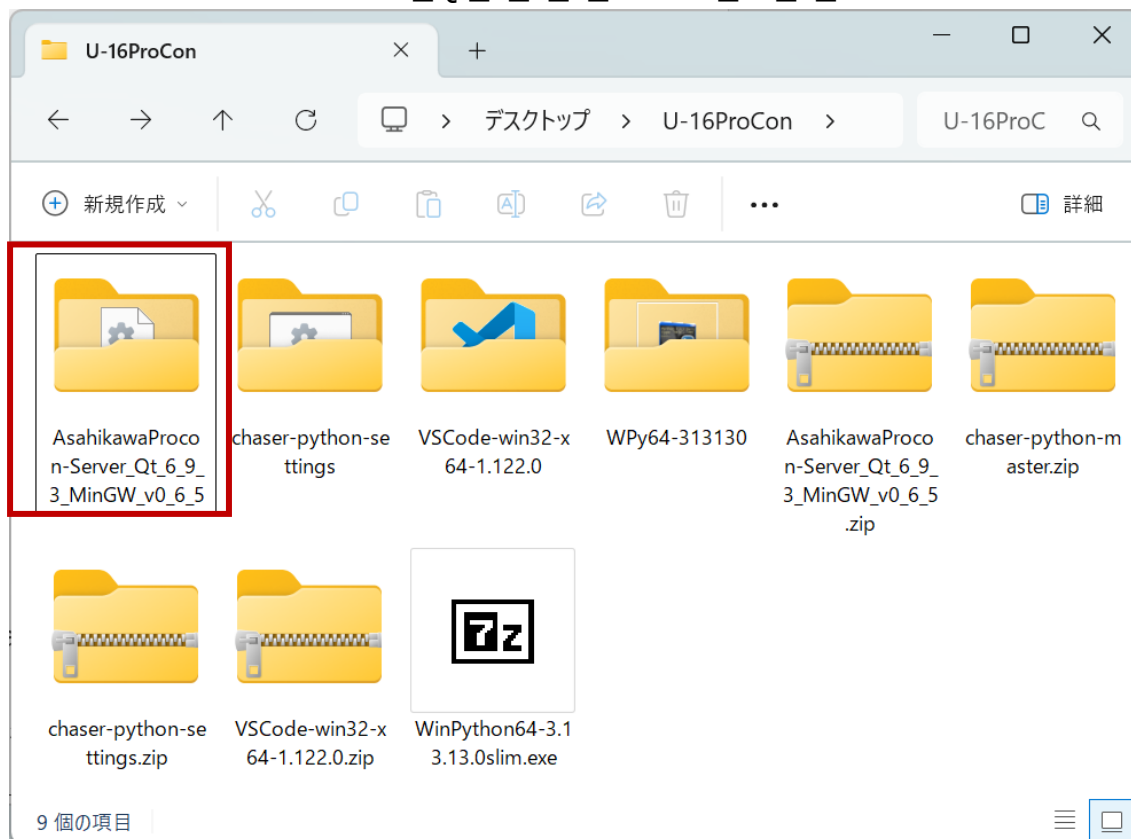 U-16ProCon
デスクトップ > U-16ProCon >
U-16ProC
新規作成
詳細
AsahikawaProco
n-Server_Qt_6_9_
3_MinGW_v0_6_5
chaser-python-se
ttings
VSCode-win32-x
64-1.122.0
WPy64-313130
AsahikawaProco
n-Server_Qt_6_9_
3_MinGW_v0_6_5
.zip
chaser-python-m
aster.zip
chaser-python-se
ttings.zip
VSCode-win32-x
64-1.122.0.zip
7z
WinPython64-3.1
3.13.0slim.exe
9 個の項目